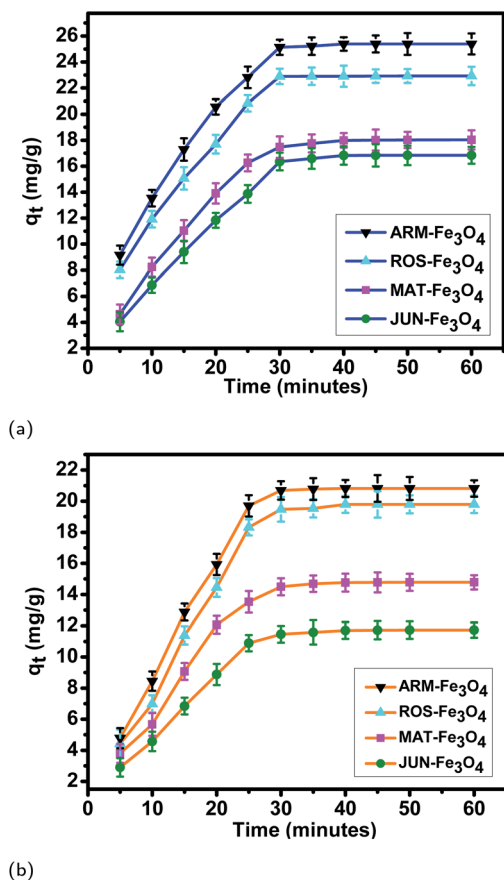 26
24
22
20
18
16
14
12
10
8
6
4
2
qt (mg/g)
ARM-Fe3O4
ROS-Fe3O4
MAT-Fe3O4
JUN-Fe3O4
0 10 20 30 40 50 60
Time (minutes)
(a)
22
20
18
16
14
12
10
8
6
4
2
qt (mg/g)
ARM-Fe3O4
ROS-Fe3O4
MAT-Fe3O4
JUN-Fe3O4
0 10 20 30 40 50 60
Time (minutes)
(b)